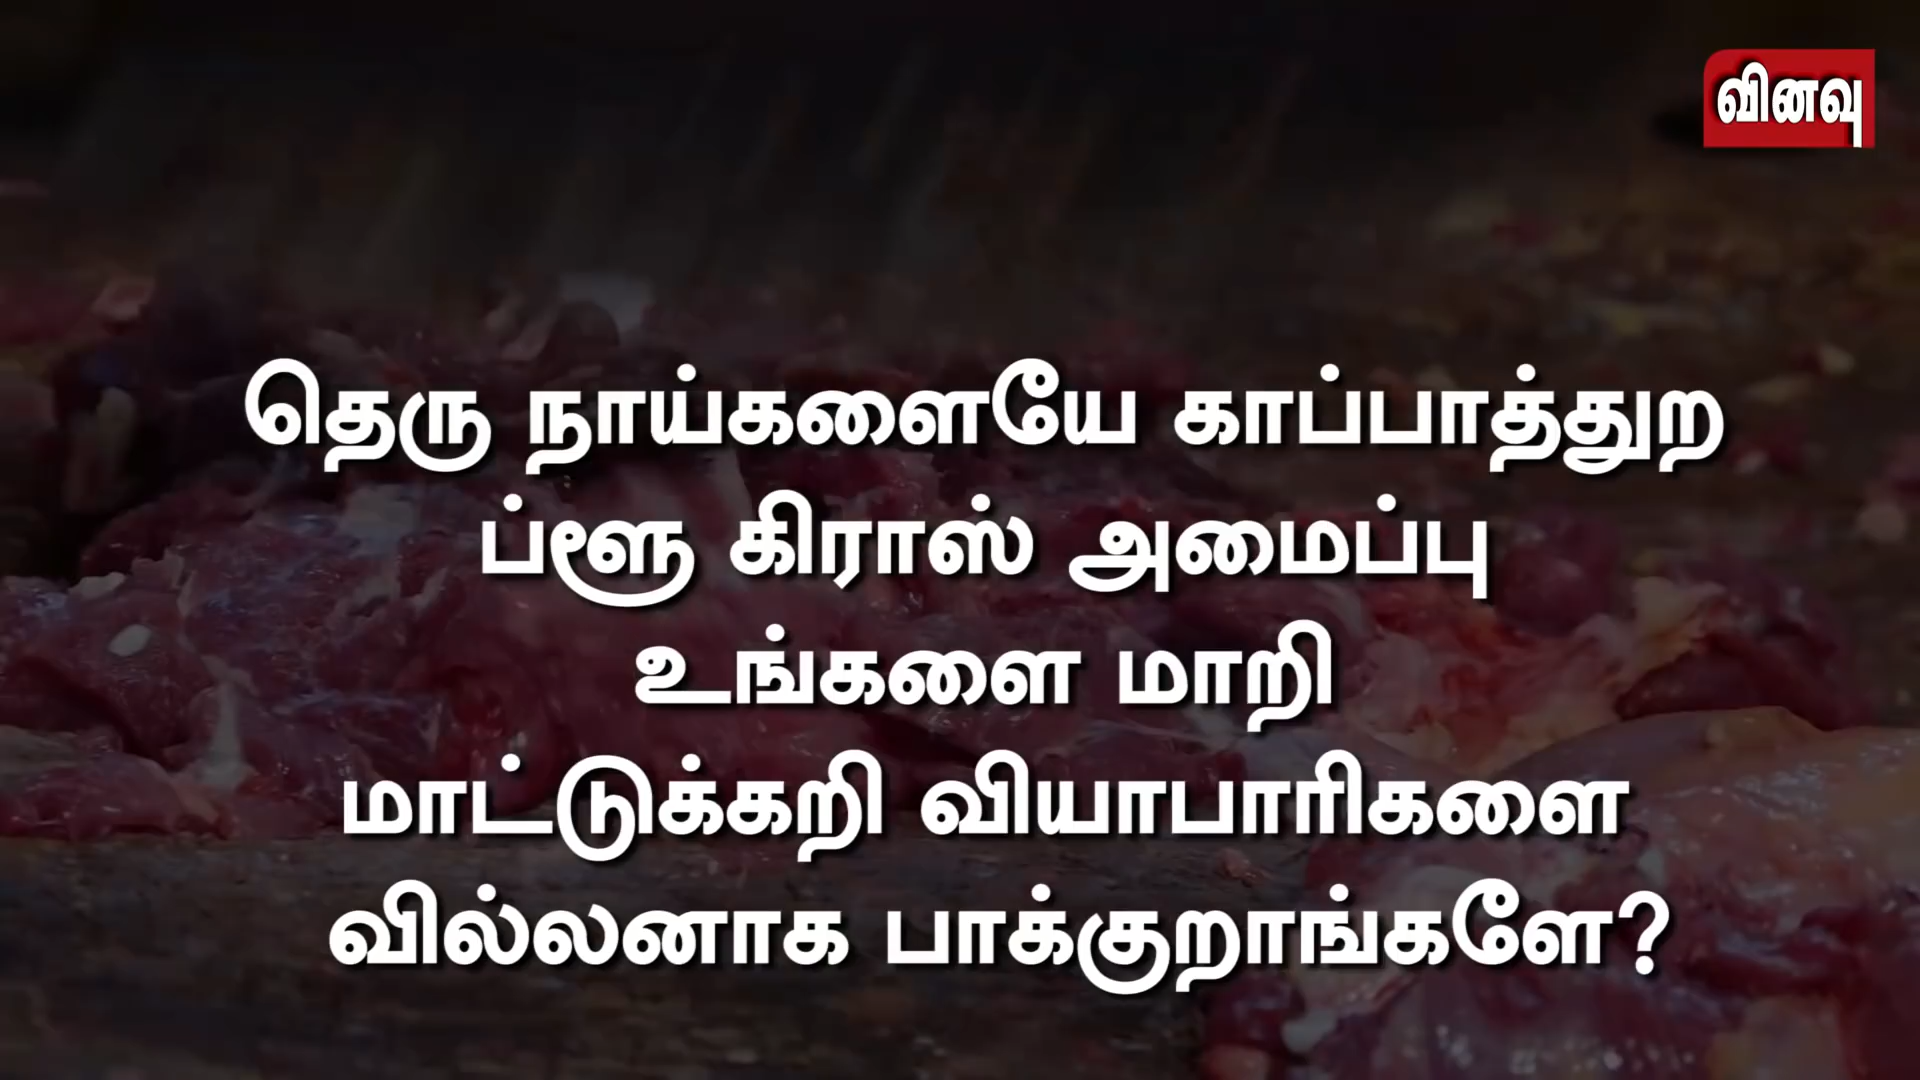 வினவு
தெரு நாய்களையே காப்பாத்துற
ப்ளூ கிராஸ் அமைப்பு
உங்களை மாறி
மாட்டுக்கறி வியாபாரிகளை
வில்லனாக பாக்குறாங்களே?